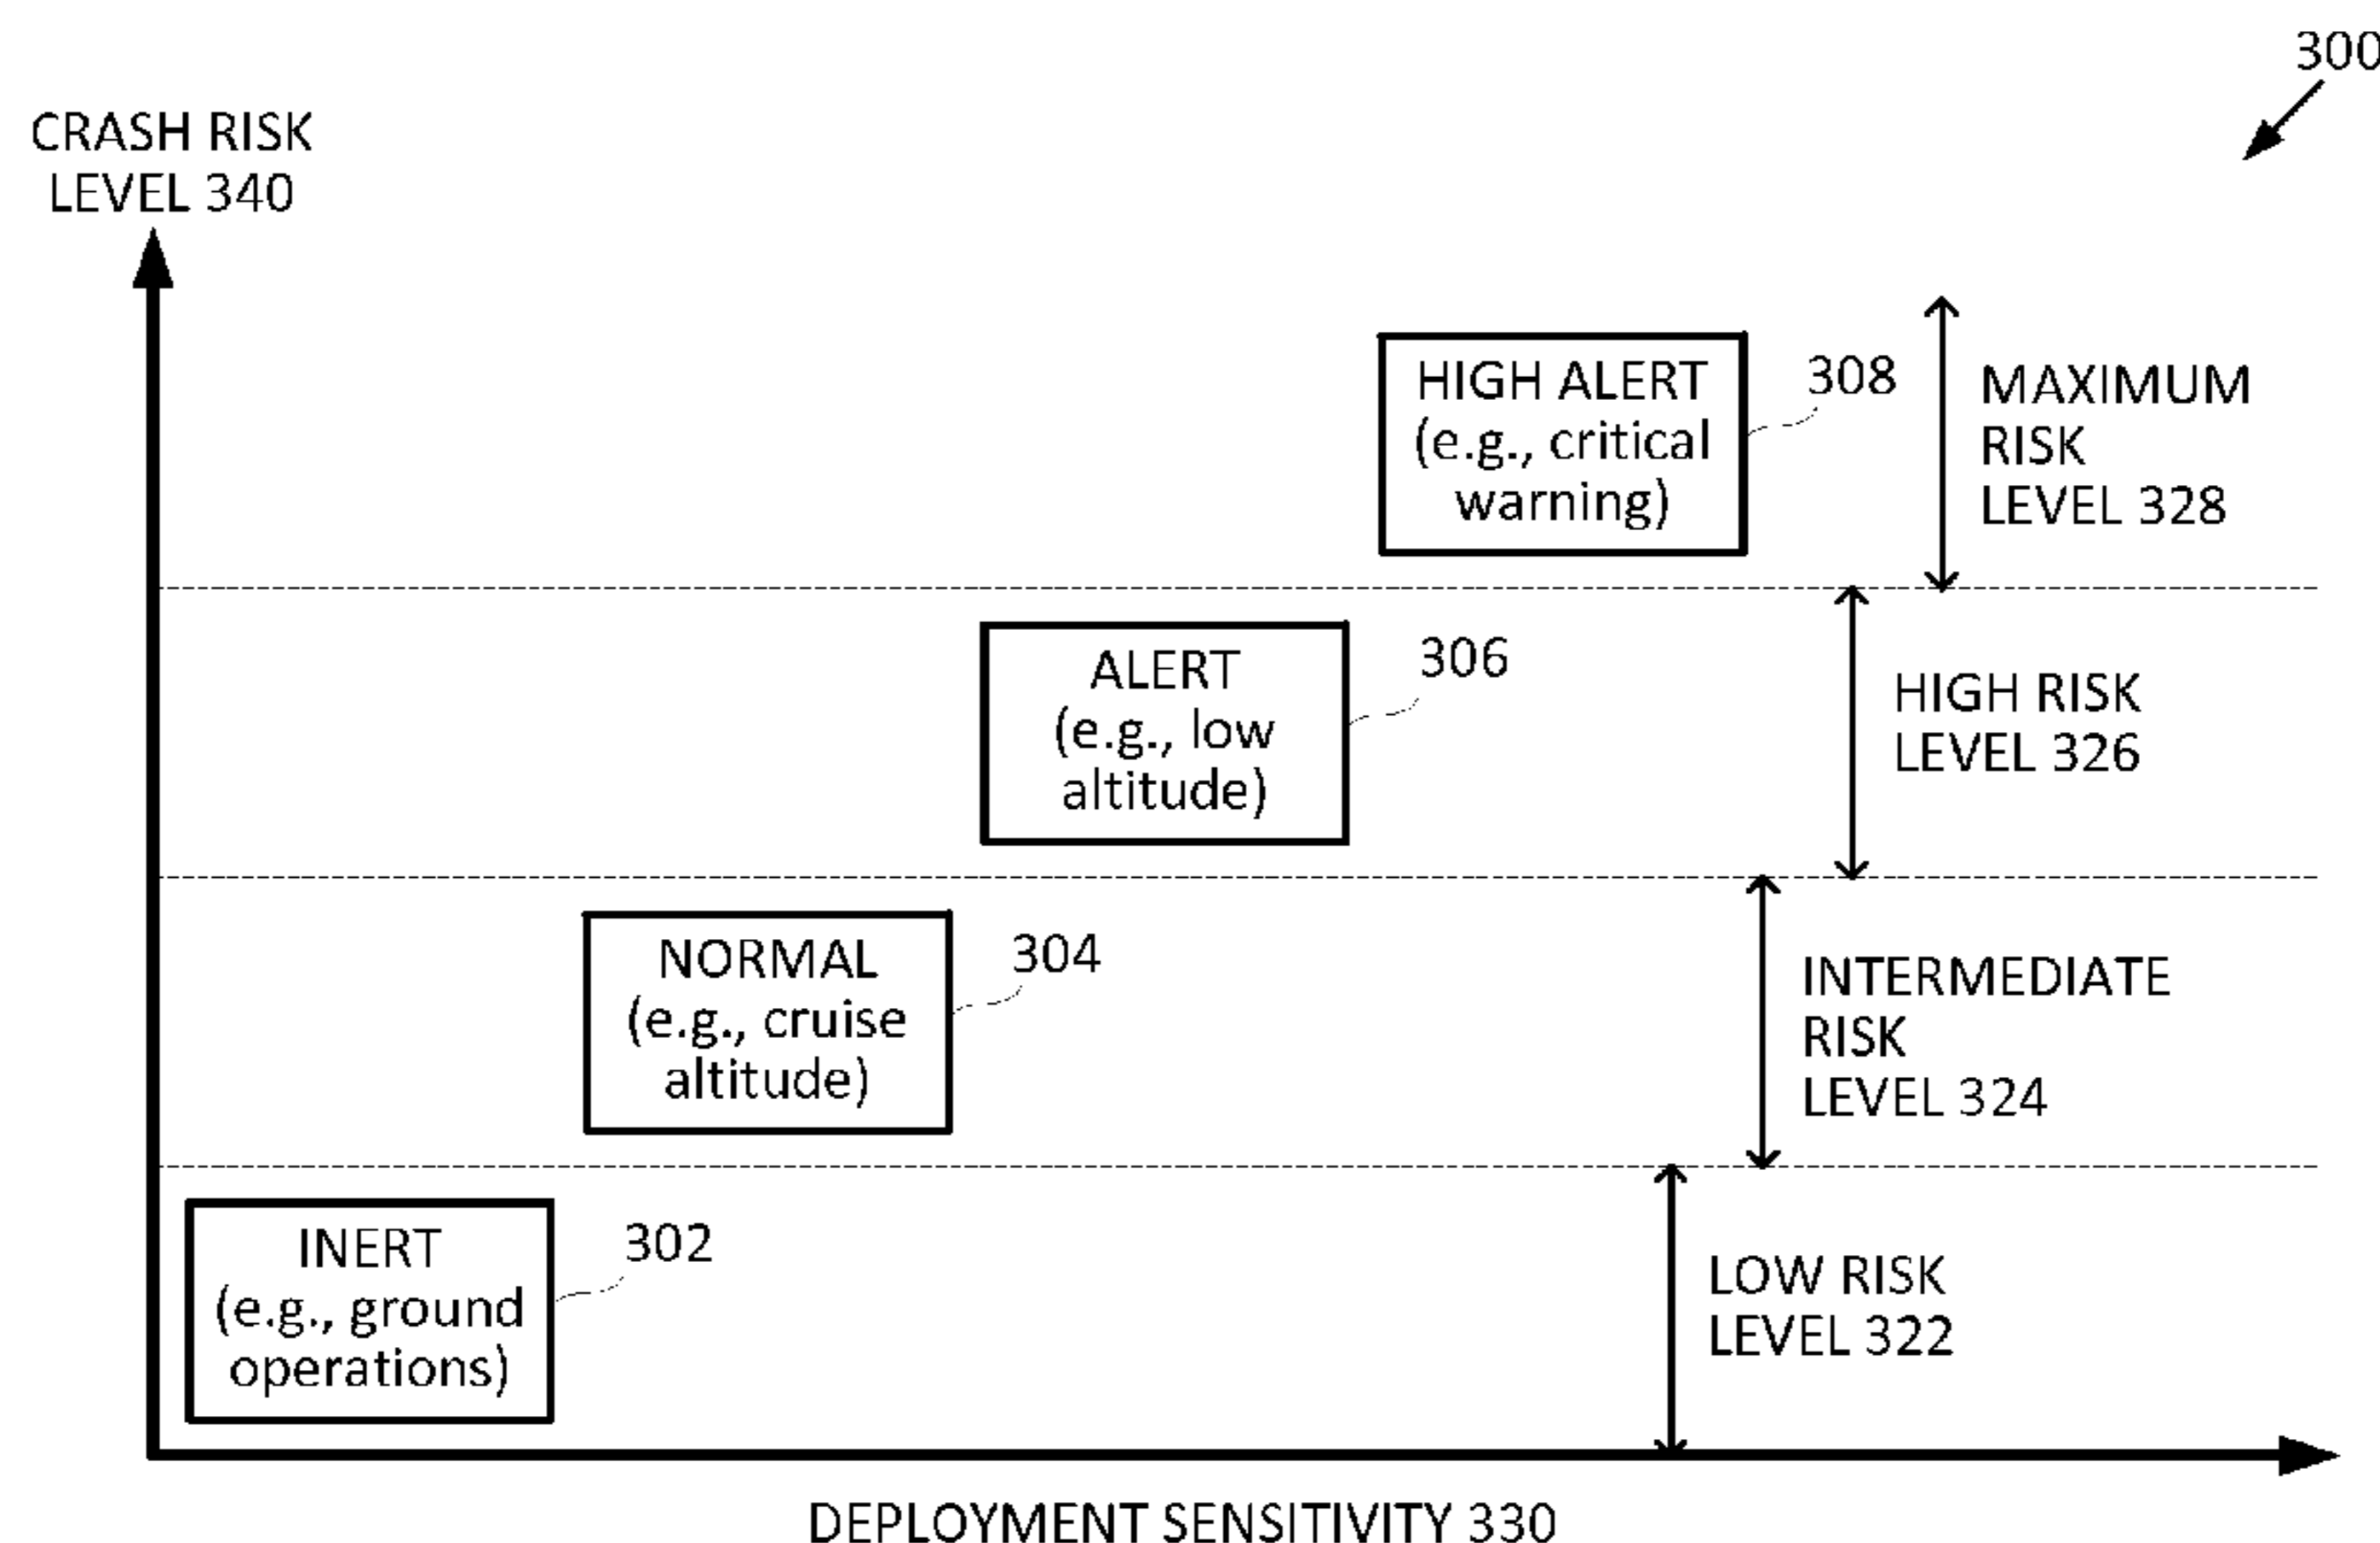 300
CRASH RISK
LEVEL 340
HIGH ALERT
(e.g., critical
warning)
308
MAXIMUM
RISK
LEVEL 328
ALERT
(e.g., low
altitude)
306
HIGH RISK
LEVEL 326
NORMAL
(e.g., cruise
altitude)
304
INTERMEDIATE
RISK
LEVEL 324
INERT
(e.g., ground
operations)
302
LOW RISK
LEVEL 322
DEPLOYMENT SENSITIVITY 330